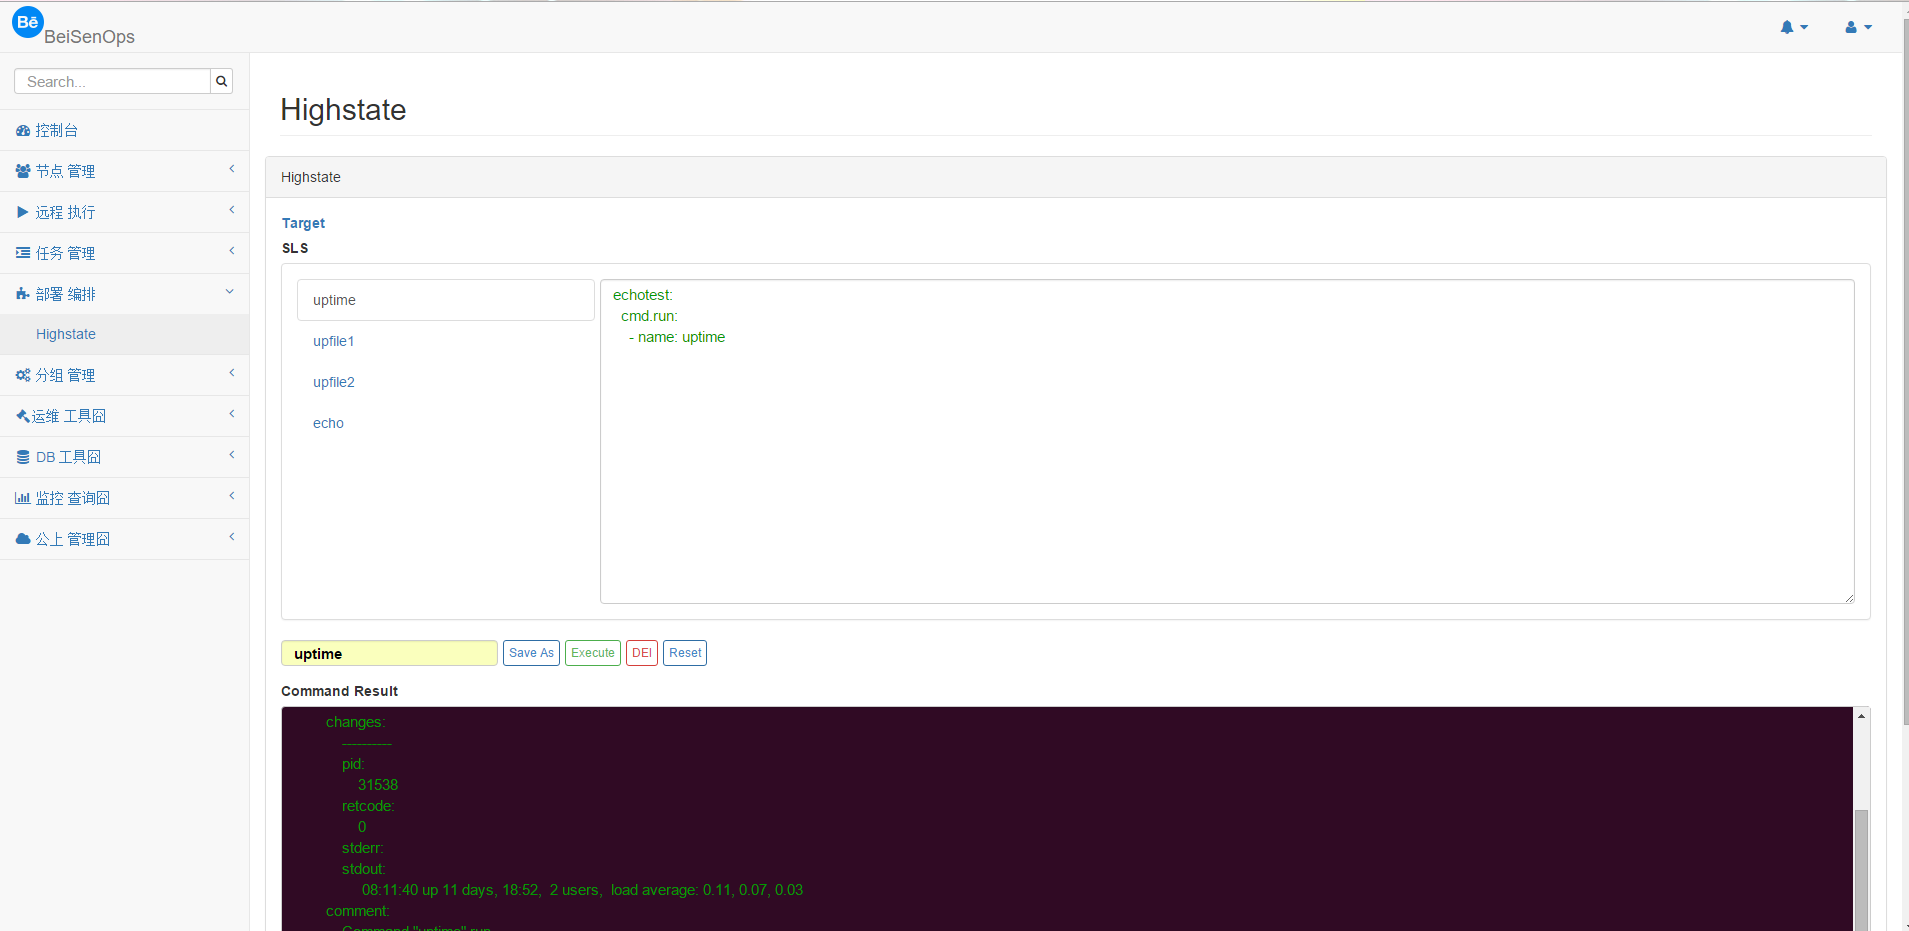 Bē BeiSenOps
Search...
控制台
节点 管理
远程 执行
任务 管理
部署 编排
Highstate
分组 管理
运维 工具囧
DB 工具囧
监控 查询囧
公上 管理囧
Highstate
Highstate
Target
SLS
uptime
upfile1
upfile2
echo
echotest:
cmd.run:
- name: uptime
uptime
Save As
Execute
DEl
Reset
Command Result
changes:
----------
pid:
31538
retcode:
0
stderr:
stdout:
08:11:40 up 11 days, 18:52,  2 users,  load average: 0.11, 0.07, 0.03
comment:
Command "uptime" run